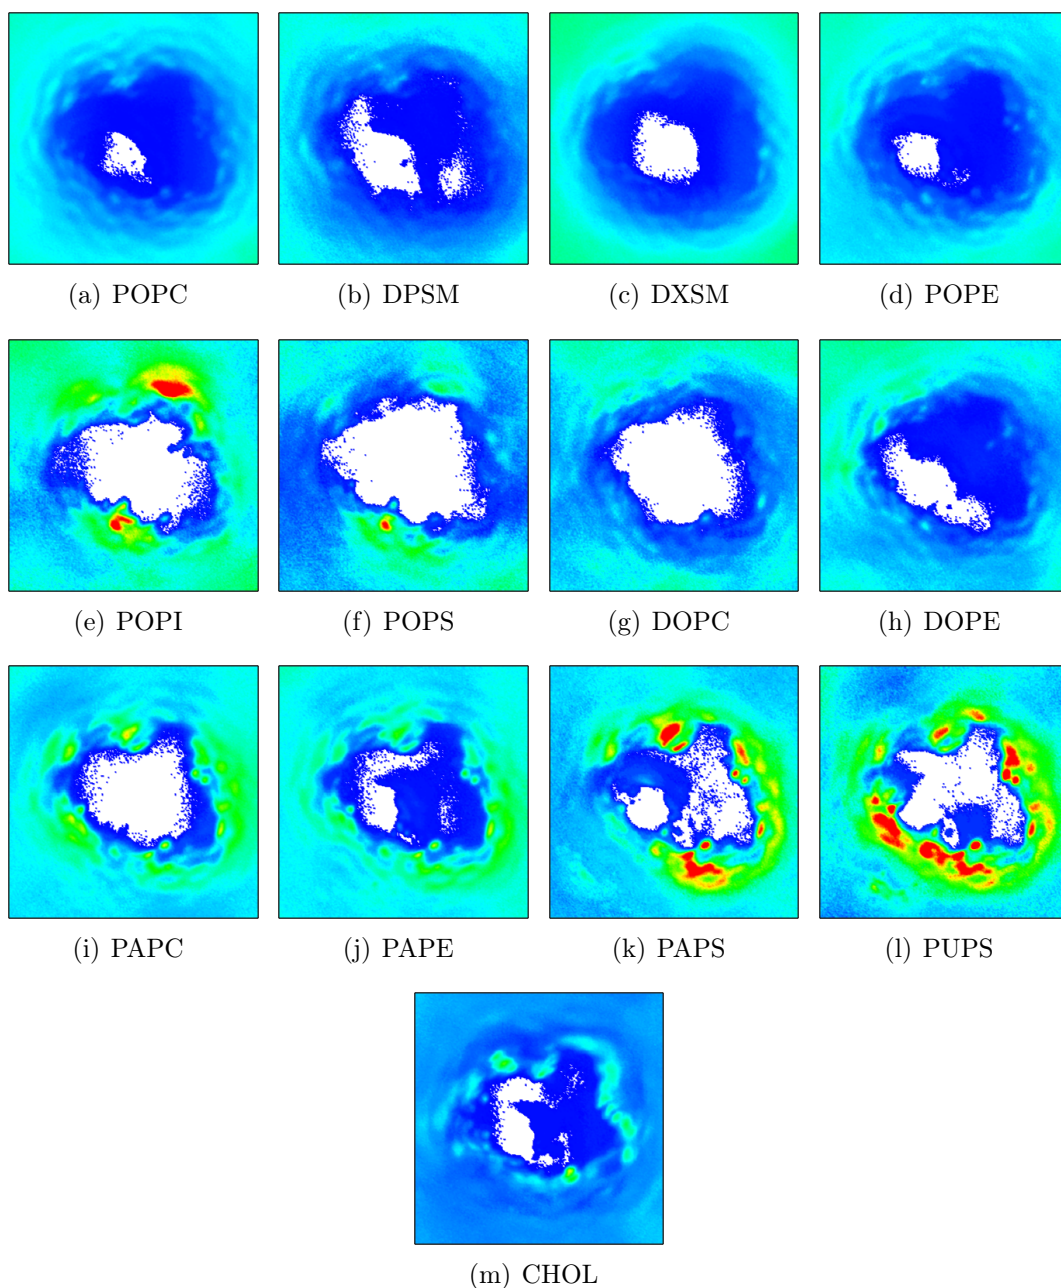 (a) POPC (b) DPSM (c) DXSM (d) POPE
(e) POPI (f) POPS (g) DOPC (h) DOPE
(i) PAPC (j) PAPE (k) PAPS (l) PUPS
(m) CHOL